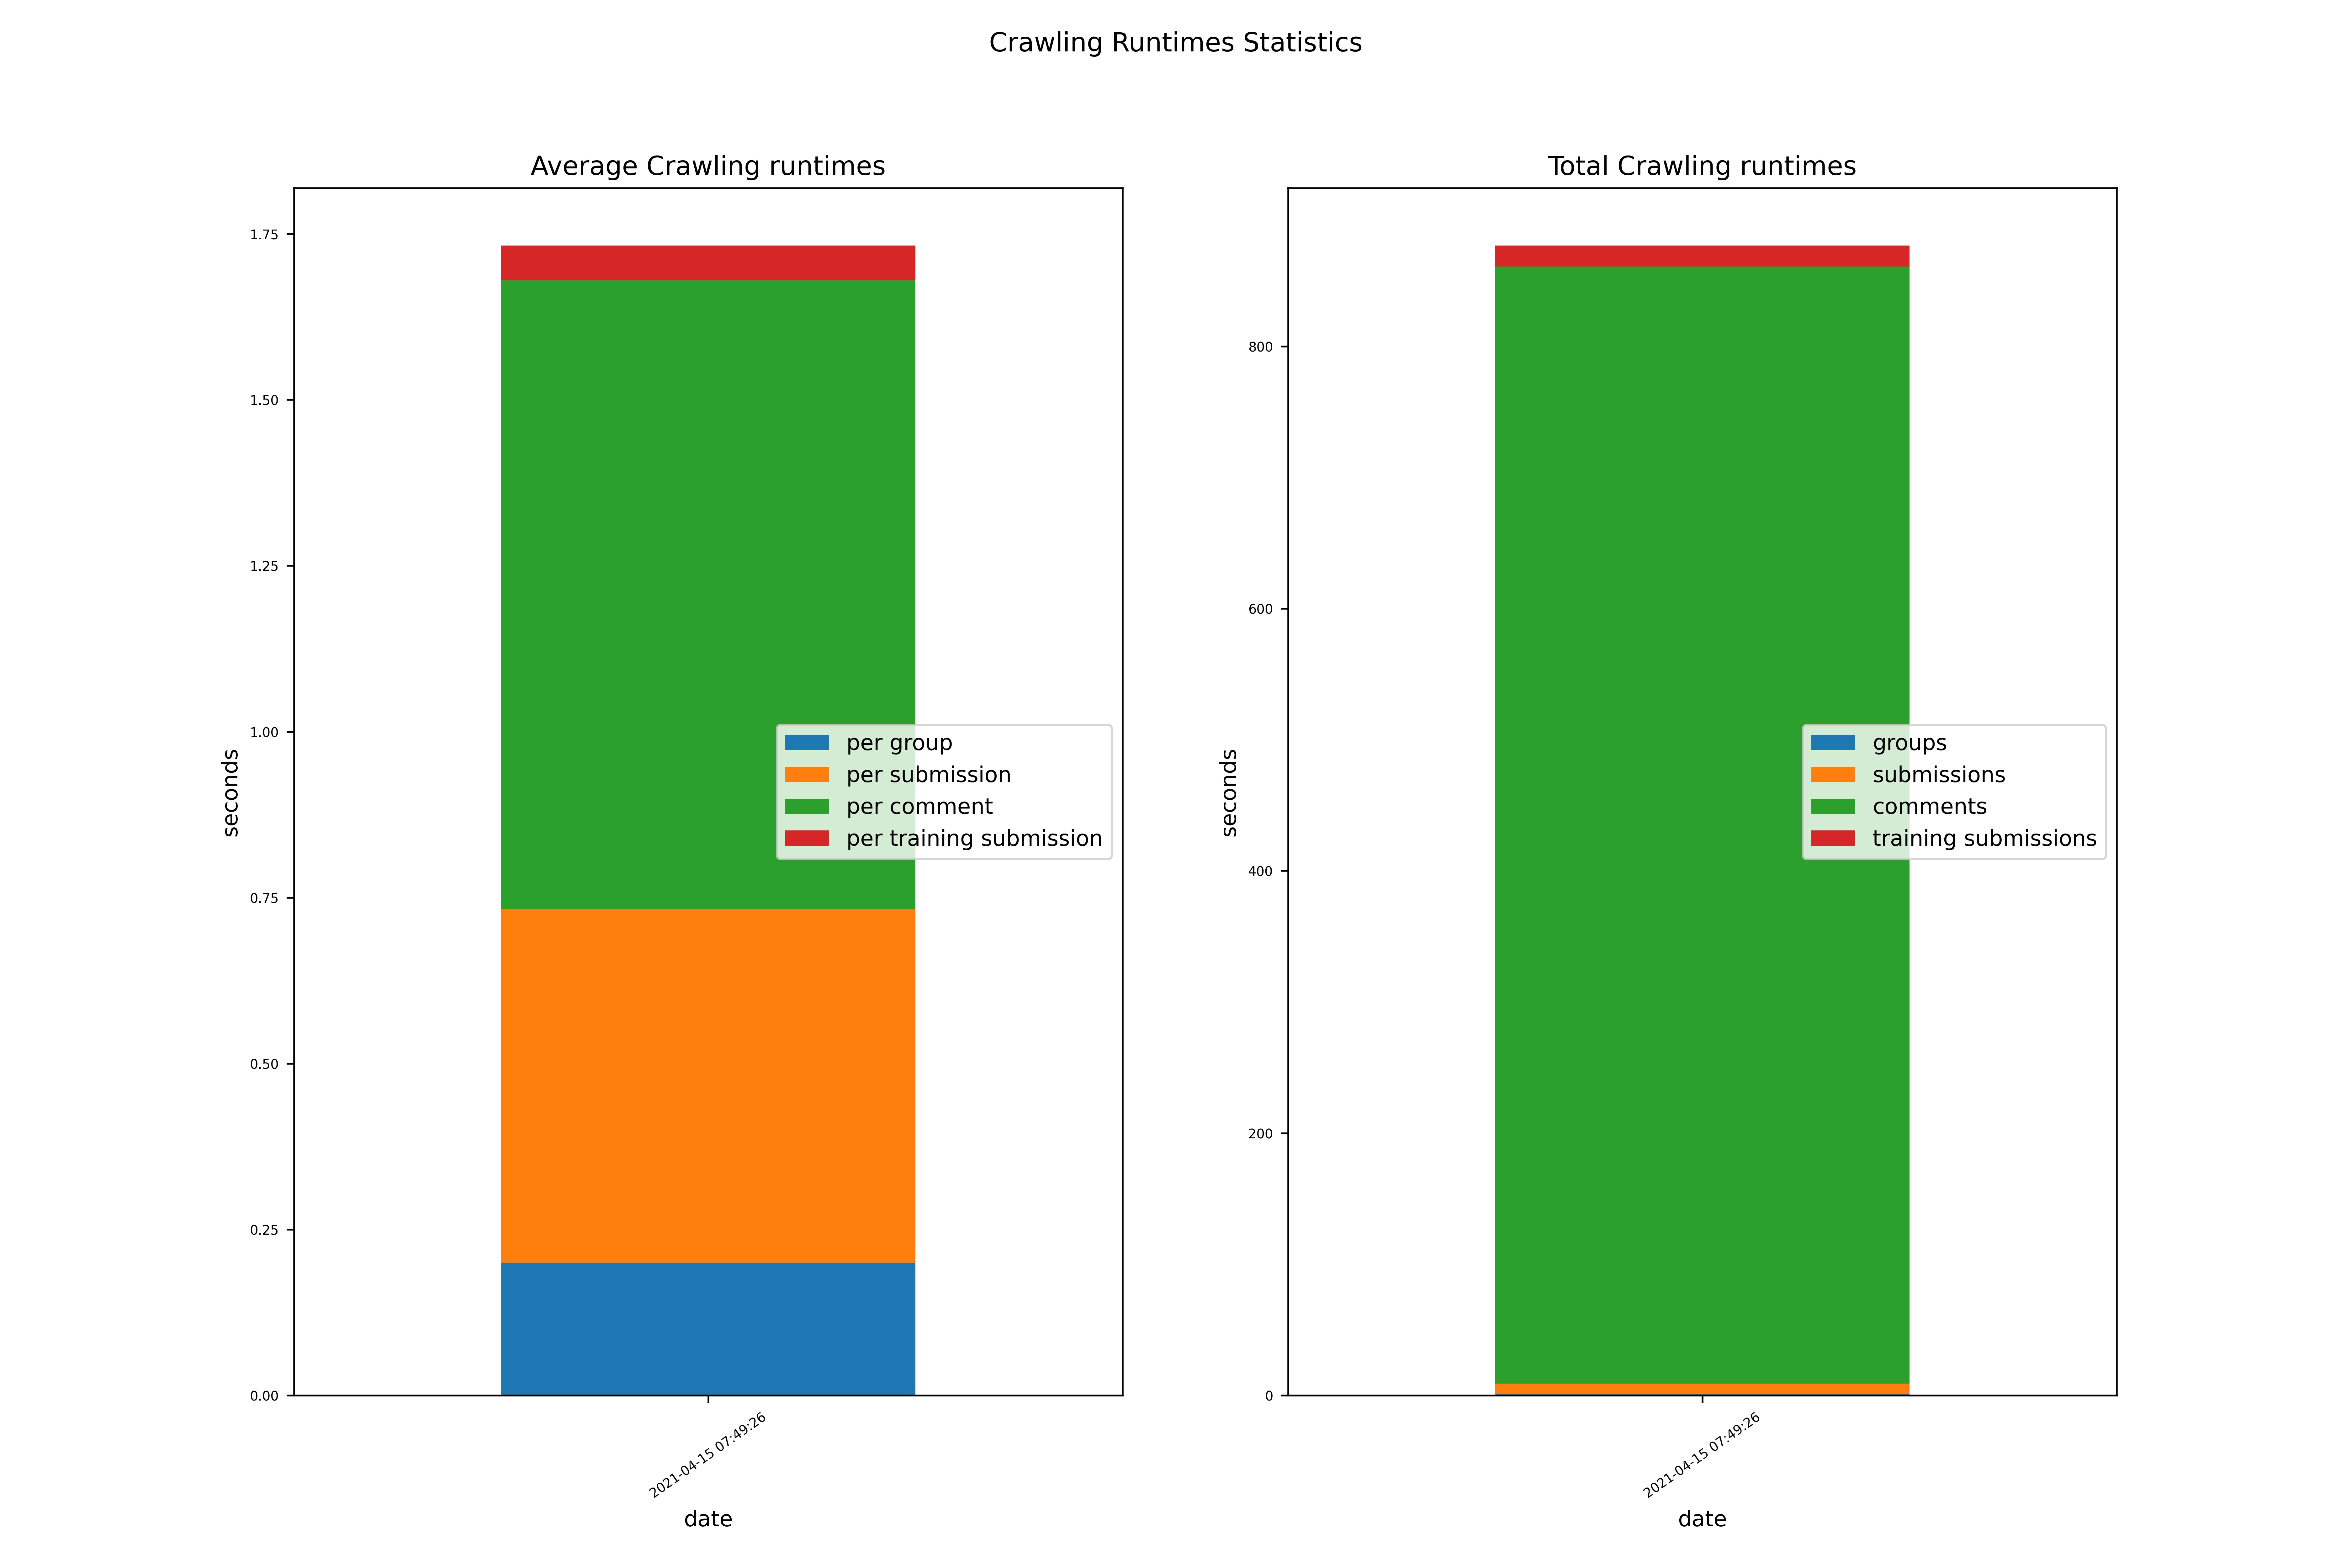 Crawling Runtimes Statistics
Average Crawling runtimes
1.75
1.50
1.25
1.00
0.75
0.50
0.25
0.00
seconds
per group
per submission
per comment
per training submission
2021-04-15 07:49:26
date
Total Crawling runtimes
800
600
400
200
0
seconds
groups
submissions
comments
training submissions
2021-04-15 07:49:26
date